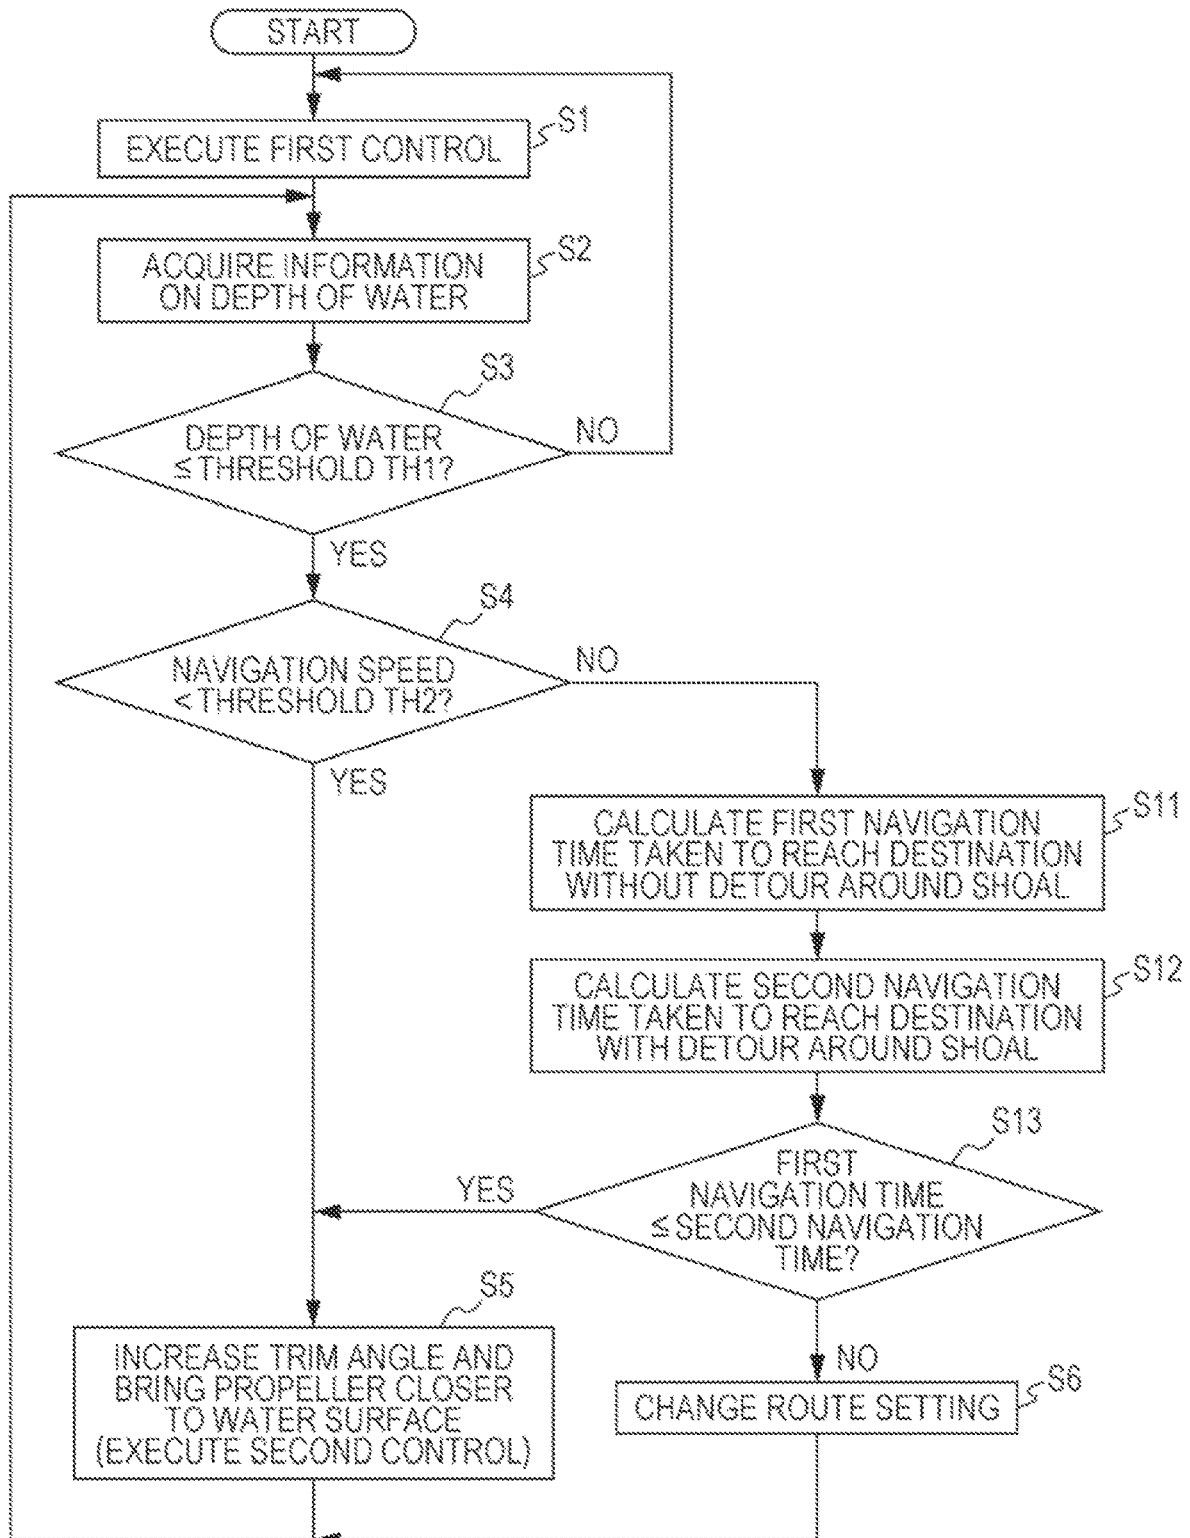 START
S1
EXECUTE FIRST CONTROL
S2
ACQUIRE INFORMATION
ON DEPTH OF WATER
S3
DEPTH OF WATER
≤ THRESHOLD TH1?
NO
YES
S4
NAVIGATION SPEED
< THRESHOLD TH2?
NO
YES
S11
CALCULATE FIRST NAVIGATION
TIME TAKEN TO REACH DESTINATION
WITHOUT DETOUR AROUND SHOAL
S12
CALCULATE SECOND NAVIGATION
TIME TAKEN TO REACH DESTINATION
WITH DETOUR AROUND SHOAL
S13
FIRST
NAVIGATION TIME
≤ SECOND NAVIGATION
TIME?
YES
NO
S5
INCREASE TRIM ANGLE AND
BRING PROPELLER CLOSER
TO WATER SURFACE
(EXECUTE SECOND CONTROL)
S6
CHANGE ROUTE SETTING